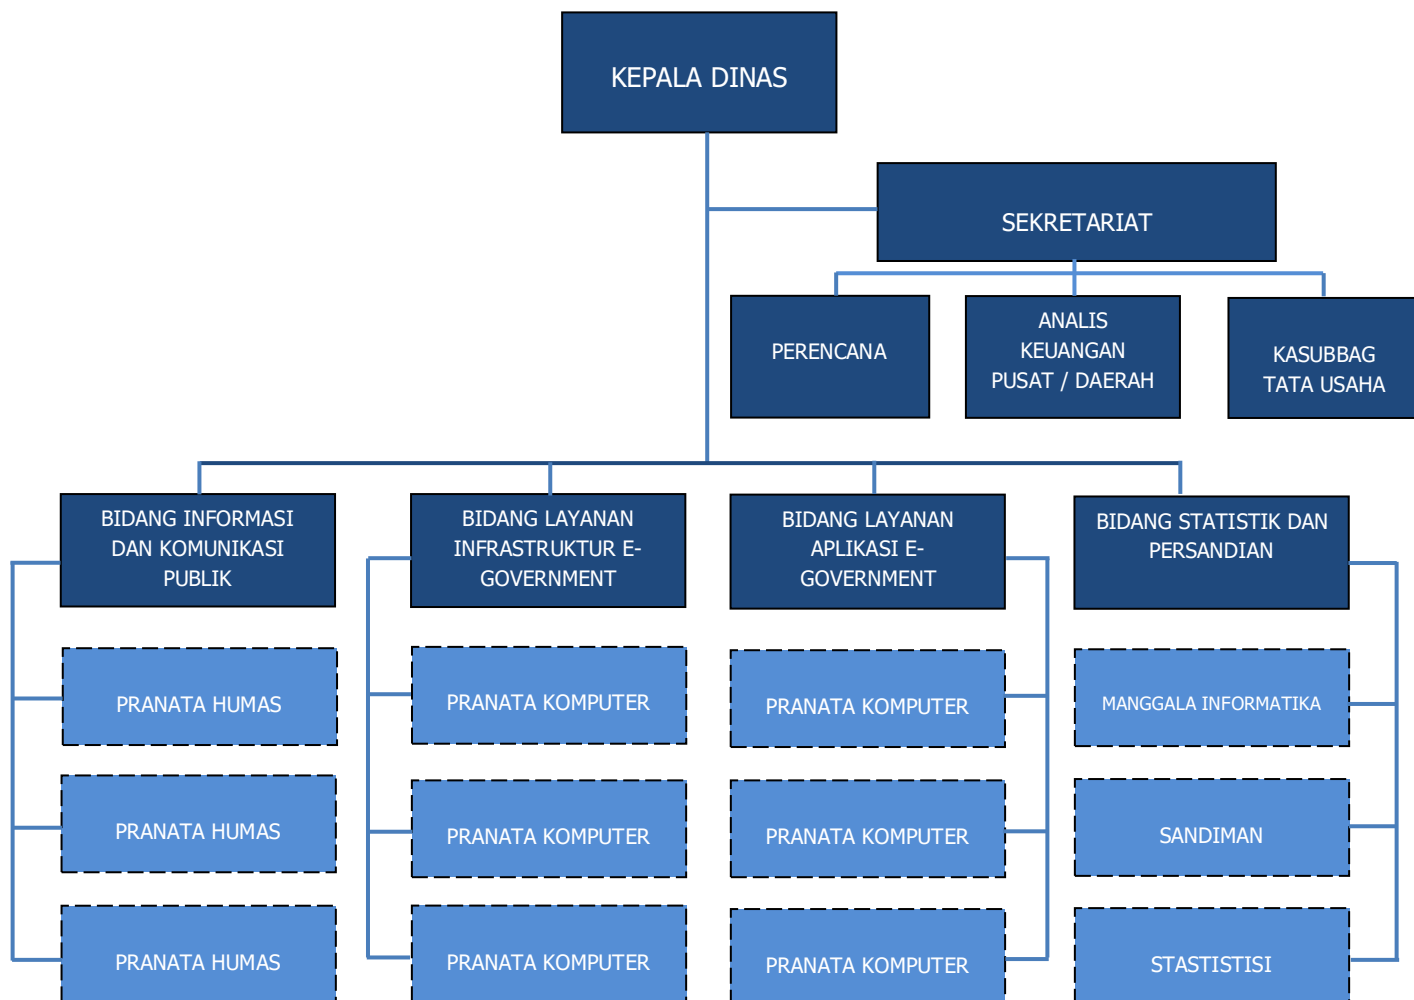 KEPALA DINAS
SEKRETARIAT
PERENCANA
ANALIS
KEUANGAN
PUSAT / DAERAH
KASUBBAG
TATA USAHA
BIDANG INFORMASI
DAN KOMUNIKASI
PUBLIK
BIDANG LAYANAN
INFRASTRUKTUR E-
GOVERNMENT
BIDANG LAYANAN
APLIKASI E-
GOVERNMENT
BIDANG STATISTIK DAN
PERSANDIAN
PRANATA HUMAS
PRANATA KOMPUTER
PRANATA KOMPUTER
MANGGALA INFORMATIKA
PRANATA HUMAS
PRANATA KOMPUTER
PRANATA KOMPUTER
SANDIMAN
PRANATA HUMAS
PRANATA KOMPUTER
PRANATA KOMPUTER
STASTISTISI